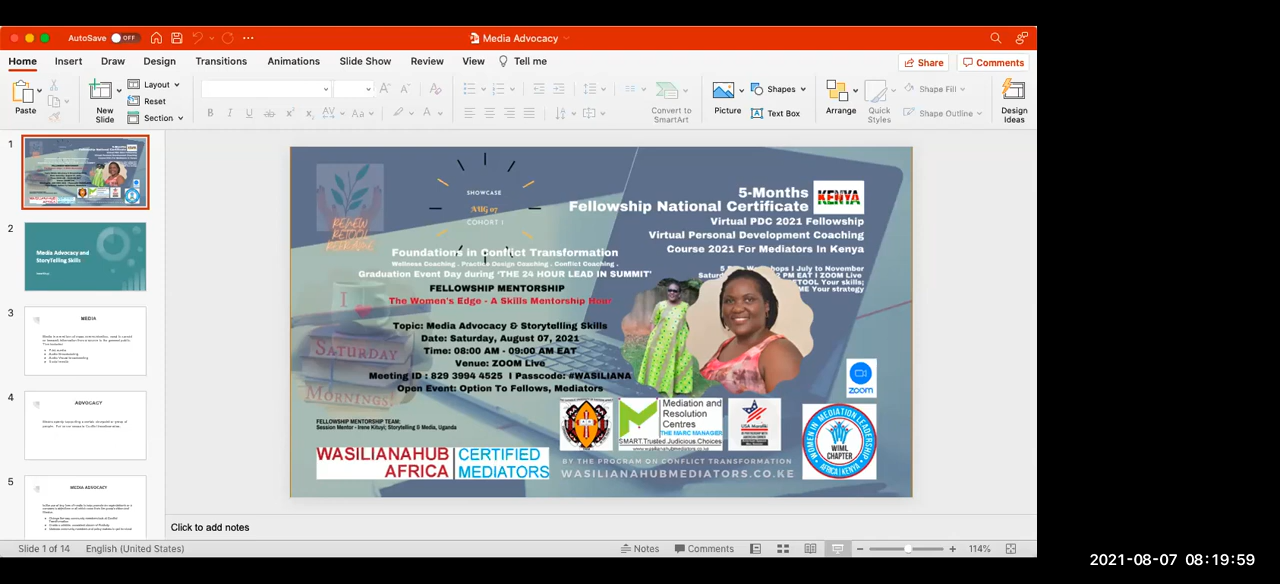 AutoSave OFF
Media Advocacy
Home Insert Draw Design Transitions Animations Slide Show Review View Tell me
Share Comments
Paste
New Slide
Layout
Reset
Section
Convert to SmartArt
Picture
Shapes
Text Box
Arrange
Quick Styles
Shape Fill
Shape Outline
Design Ideas
1
2
Media Advocacy and
StoryTelling Skills
3
MEDIA
4
ADVOCACY
5
MEDIA ADVOCACY
SHOWCASE
AUG 07
COHORT I
RENEW
RETOOL
5-Months
Fellowship National Certificate
KENYA
Virtual PDC 2021 Fellowship
Virtual Personal Development Coaching
Course 2021 For Mediators In Kenya
Foundations in Conflict Transformation
Wellness Coaching . Practice Design Coaching . Conflict Coaching .
Graduation Event Day during 'THE 24 HOUR LEAD IN SUMMIT'
FELLOWSHIP MENTORSHIP
The Women's Edge - A Skills Mentorship Hour
Topic: Media Advocacy & Storytelling Skills
Date: Saturday, August 07, 2021
Time: 08:00 AM - 09:00 AM EAT
Venue: ZOOM Live
Meeting ID : 829 3994 4525 I Passcode: #WASILIANA
Open Event: Option To Fellows, Mediators
I
SATURDAY
MORNINGS
zoom
FELLOWSHIP MENTORSHIP TEAM:
Session Mentor - Irene Kituyi; Storytelling & Media, Uganda
WASILIANAHUB AFRICA
CERTIFIED MEDIATORS
Mediation and
Resolution
Centres
THE MARC MANAGER
SMART.Trusted Judicious Choices
www.wasilianahubmediators.co.ke
BY THE PROGRAM ON CONFLICT TRANSFORMATION
WASILIANAHUBMEDIATORS.CO.KE
WOMEN IN MEDIATION LEADERSHIP
WIML
CHAPTER
AFRICA | KENYA
Click to add notes
Slide 1 of 14 English (United States)
Notes Comments 114%
2021-08-07 08:19:59